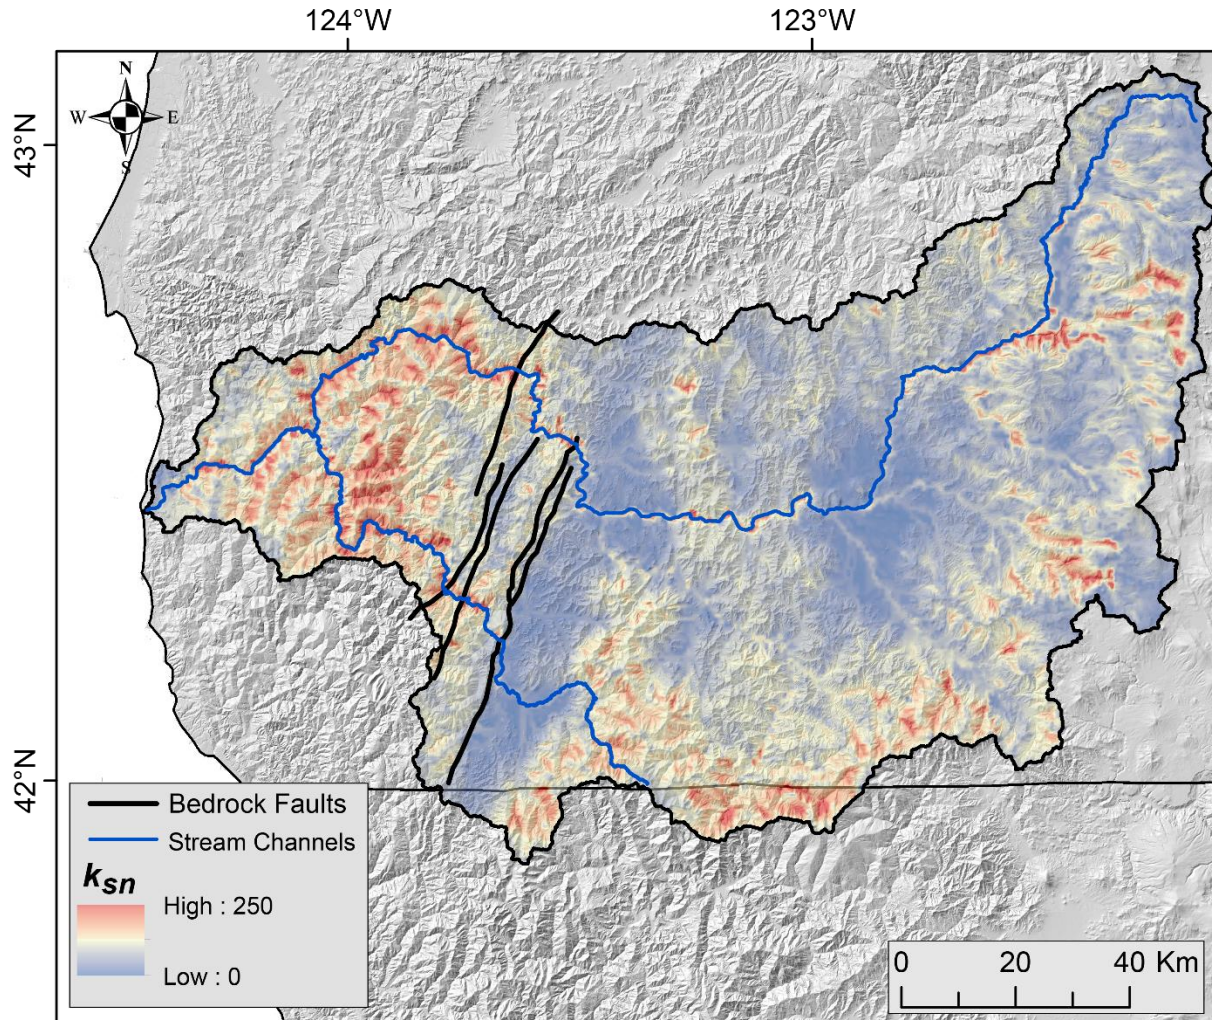 124°W 123°W
N
W E
S
43°N
42°N
Bedrock Faults
Stream Channels
ksn
High : 250
Low : 0
0 20 40 Km